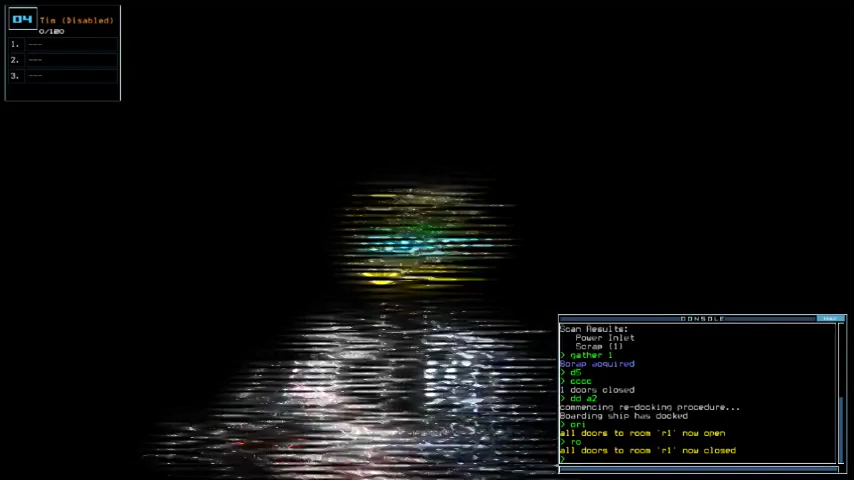 04 Tim (Disabled)
0/100
1. ---
2. ---
3. ---
CONSOLE
Scan Results:
Power Inlet
Scrap (1)
> gather 1
Scrap acquired
> d5
> cccc
1 doors closed
> dd a2
commencing re-docking procedure...
Boarding ship has docked
> ori
all doors to room 'r1' now open
> ro
all doors to room 'r1' now closed
>